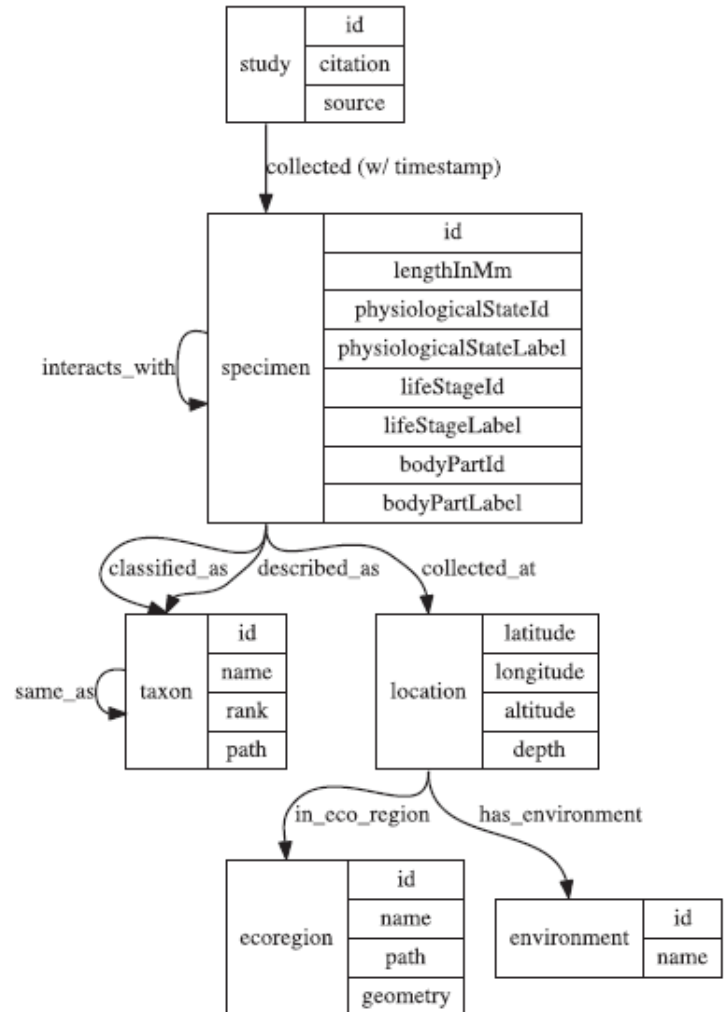 id
study
citation
source
collected (w/ timestamp)
id
lengthInMm
physiologicalStateId
physiologicalStateLabel
interacts_with
specimen
lifeStageId
lifeStageLabel
bodyPartId
bodyPartLabel
classified_as
described_as
collected_at
id
name
same_as
taxon
rank
path
latitude
longitude
location
altitude
depth
in_eco_region
has_environment
id
name
ecoregion
path
geometry
environment
id
name